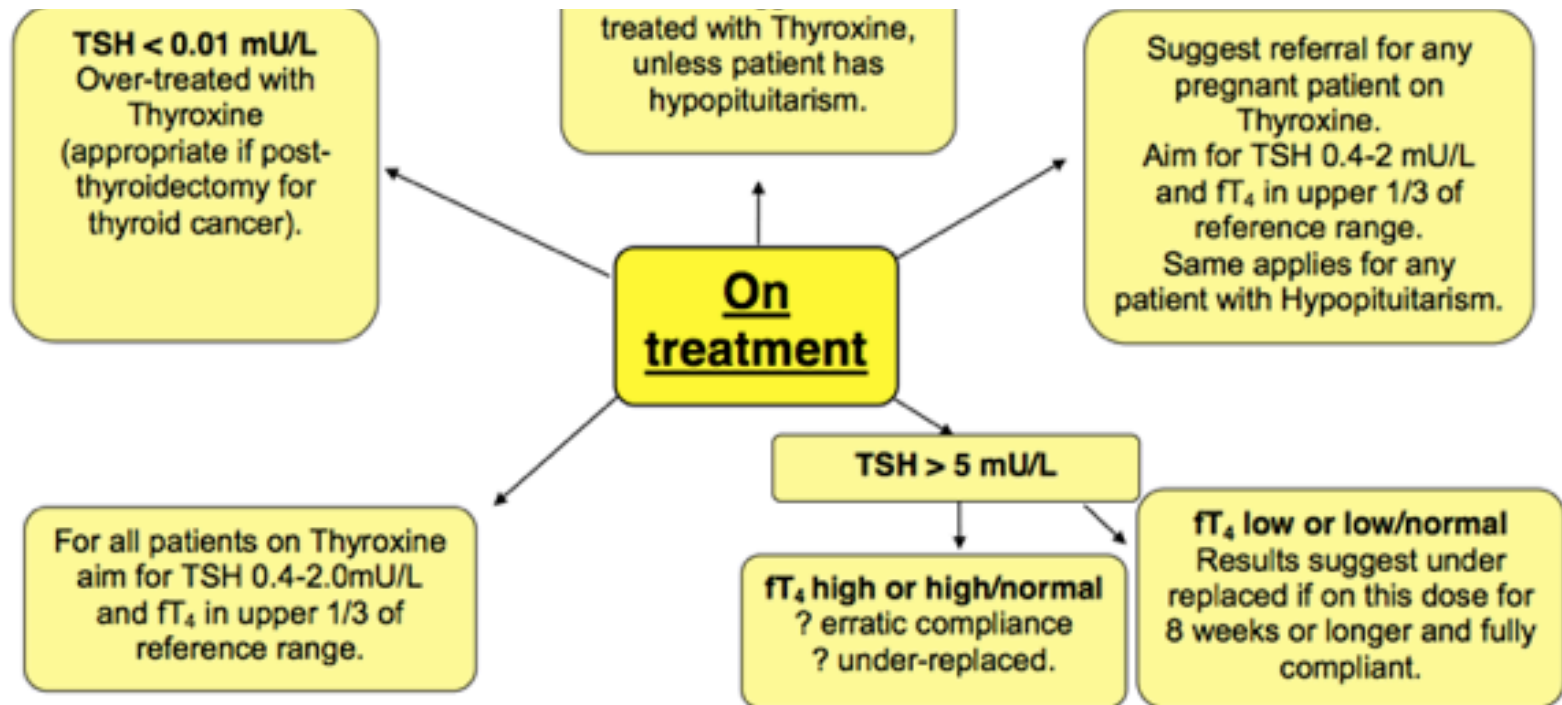 TSH < 0.01 mU/L
Over-treated with
Thyroxine
(appropriate if post-
thyroidectomy for
thyroid cancer).
treated with Thyroxine,
unless patient has
hypopituitarism.
Suggest referral for any
pregnant patient on
Thyroxine.
Aim for TSH 0.4-2 mU/L
and fT₄ in upper 1/3 of
reference range.
Same applies for any
patient with Hypopituitarism.
On
treatment
For all patients on Thyroxine
aim for TSH 0.4-2.0mU/L
and fT₄ in upper 1/3 of
reference range.
TSH > 5 mU/L
fT₄ high or high/normal
? erratic compliance
? under-replaced.
fT₄ low or low/normal
Results suggest under
replaced if on this dose for
8 weeks or longer and fully
compliant.